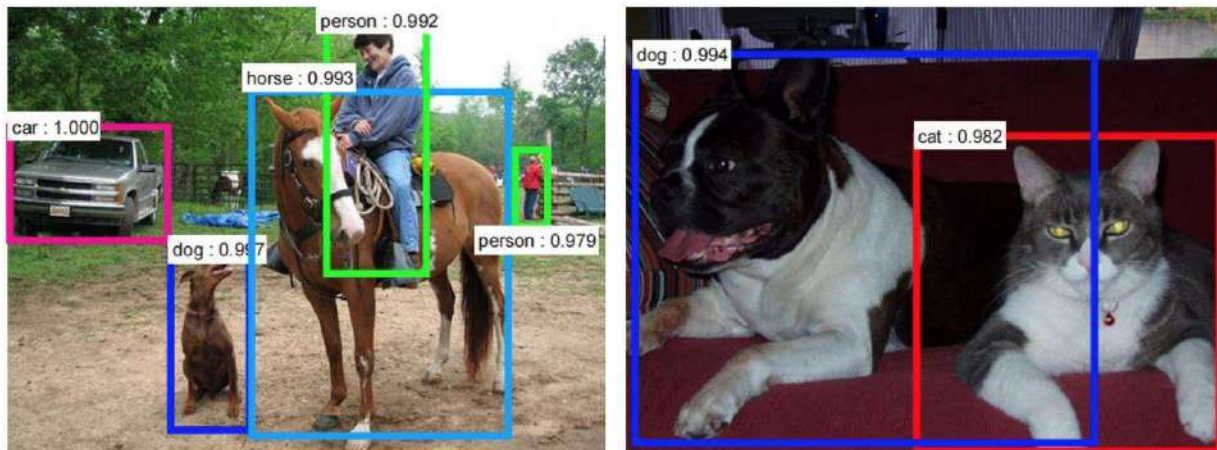 person : 0.992
horse : 0.993
car : 1.000
dog : 0.997
person : 0.979
dog : 0.994
cat : 0.982